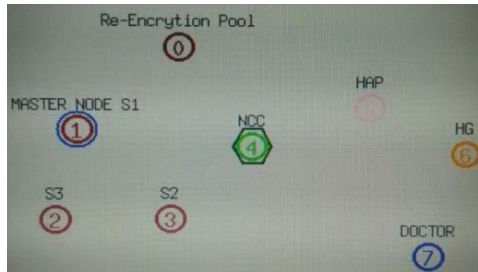 Re-Encrytion Pool
0
HAP
MASTER NODE S1
1
NCC
4
HG
6
S3
2
S2
3
DOCTOR
7